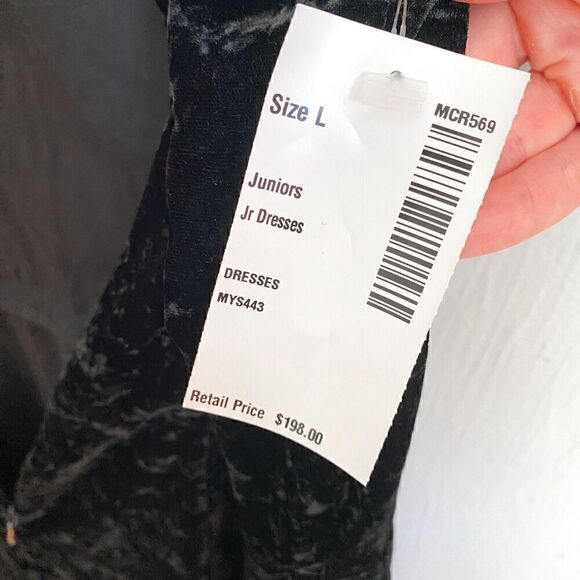 Size L
MCR569
Juniors
Jr Dresses
DRESSES
MYS443
Retail Price $198.00